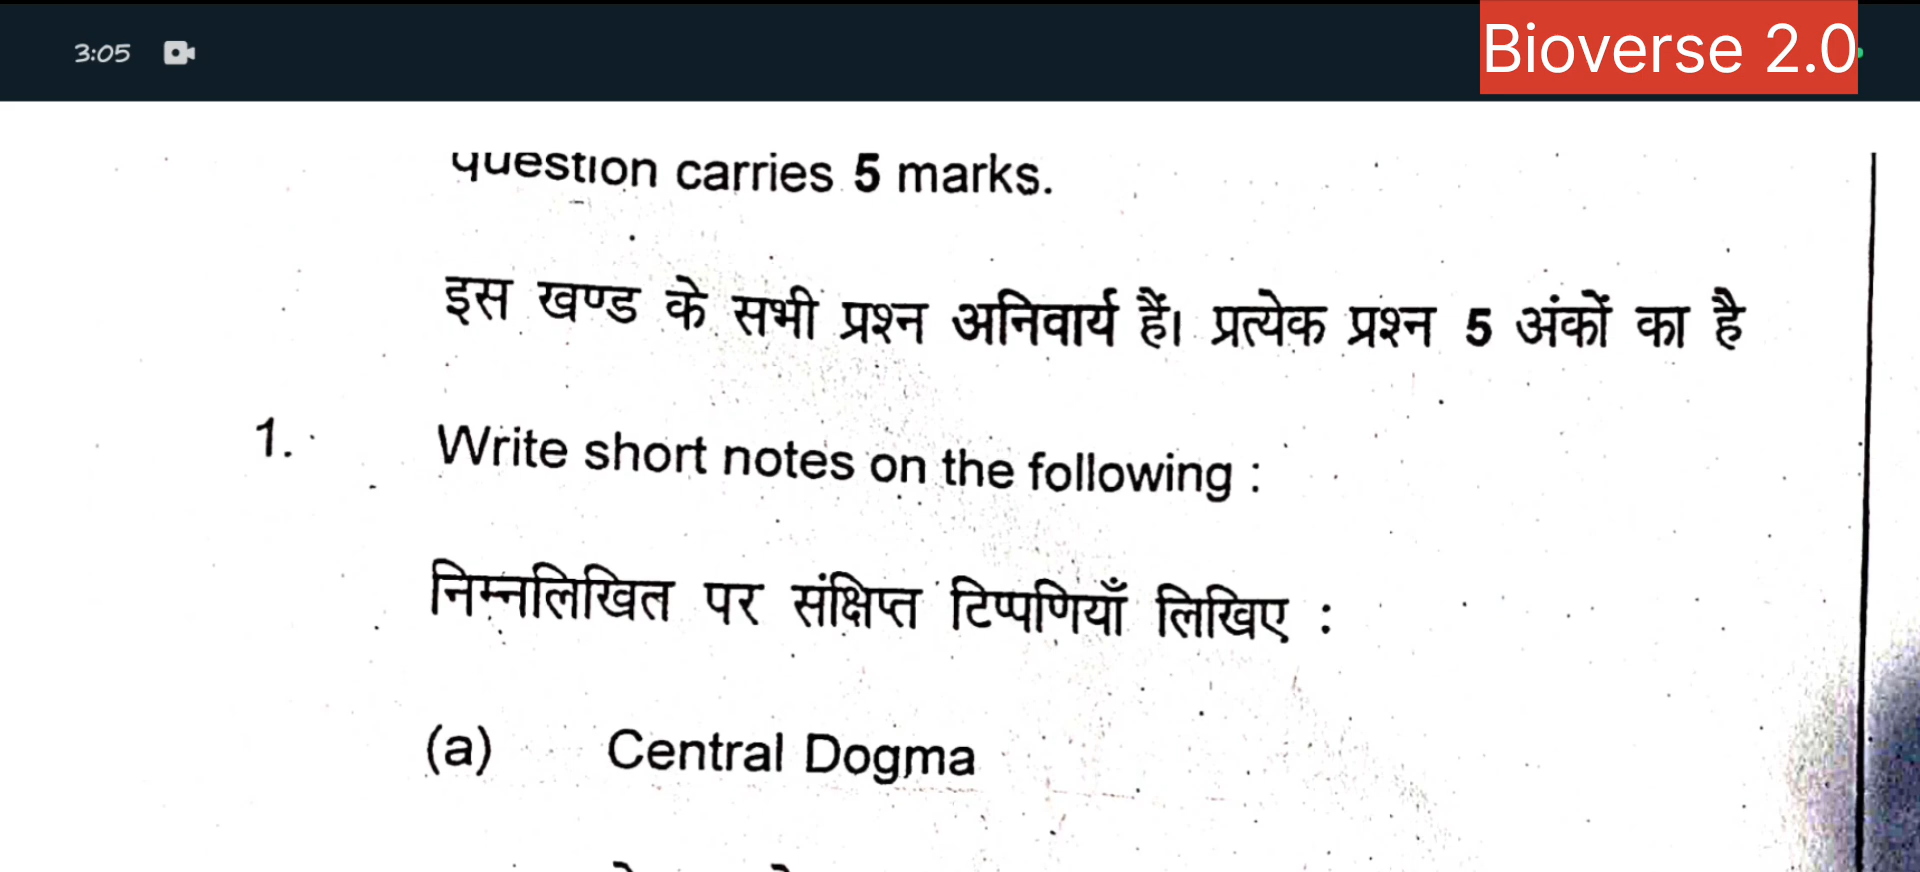 3:05
Bioverse 2.0
question carries 5 marks.
इस खण्ड के सभी प्रश्न अनिवार्य हैं। प्रत्येक प्रश्न 5 अंकों का है
1. Write short notes on the following :
निम्नलिखित पर संक्षिप्त टिप्पणियाँ लिखिए :
(a) Central Dogma